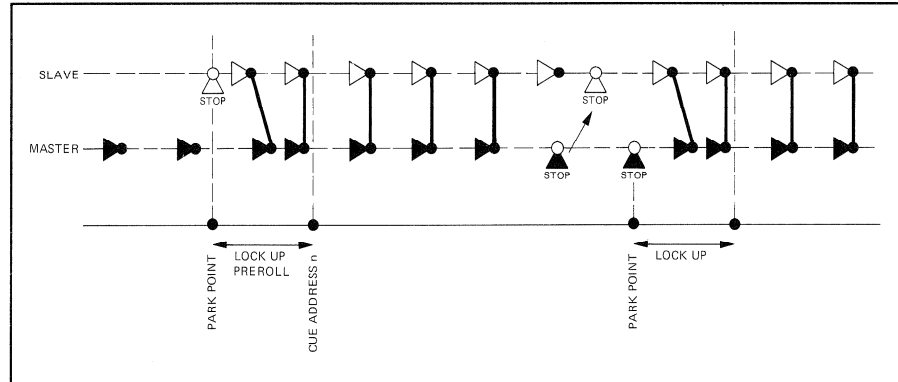 SLAVE
STOP
STOP
MASTER
STOP
STOP
LOCK UP
PREROLL
LOCK UP
PARK POINT
CUE ADDRESS n
PARK POINT